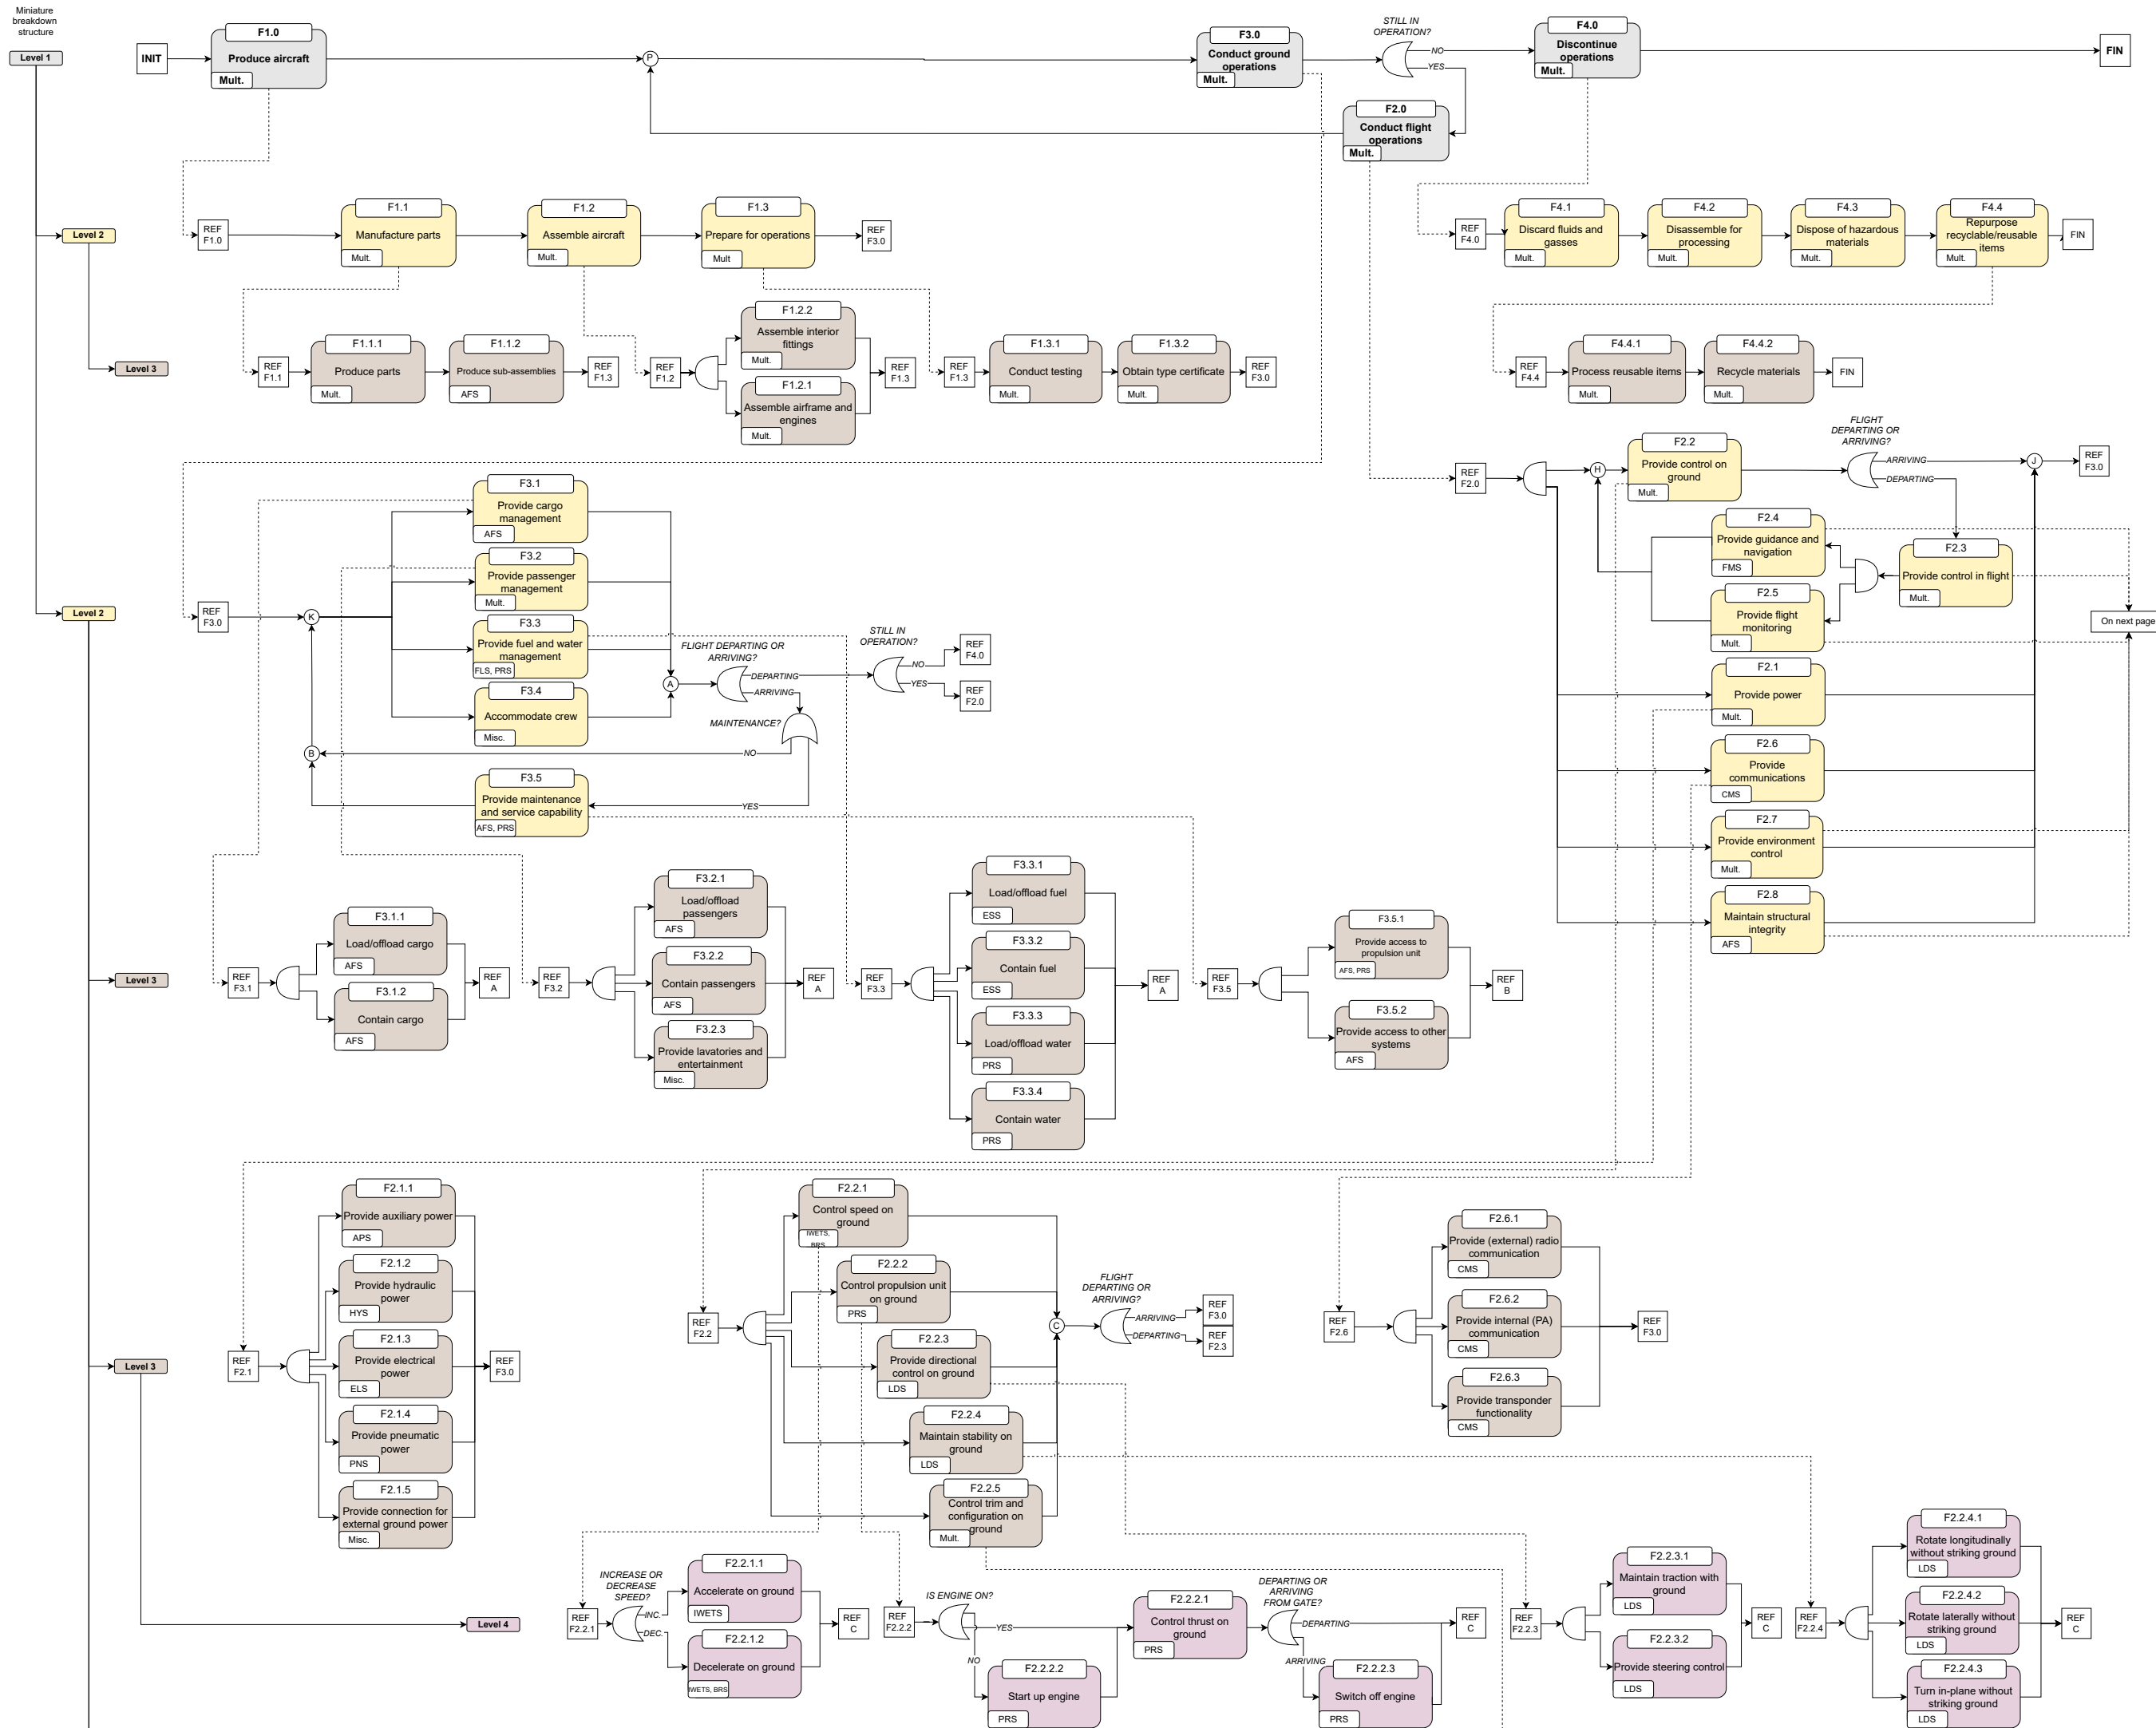 Miniature
breakdown
structure
Level 1
INIT
F1.0
Produce aircraft
Mult.
P
F3.0
Conduct ground
operations
Mult.
STILL IN
OPERATION?
NO
YES
F4.0
Discontinue
operations
Mult.
FIN
F2.0
Conduct flight
operations
Mult.
Level 2
REF
F1.0
F1.1
Manufacture parts
Mult.
F1.2
Assemble aircraft
Mult.
F1.3
Prepare for operations
Mult
REF
F3.0
REF
F4.0
F4.1
Discard fluids and
gasses
Mult.
F4.2
Disassemble for
processing
Mult.
F4.3
Dispose of hazardous
materials
Mult.
F4.4
Repurpose
recyclable/reusable
items
Mult.
FIN
Level 3
REF
F1.1
F1.1.1
Produce parts
Mult.
F1.1.2
Produce sub-assemblies
AFS
REF
F1.3
REF
F1.2
F1.2.2
Assemble interior
fittings
Mult.
F1.2.1
Assemble airframe and
engines
Mult.
REF
F1.3
REF
F1.3
F1.3.1
Conduct testing
Mult.
F1.3.2
Obtain type certificate
Mult.
REF
F3.0
REF
F4.4
F4.4.1
Process reusable items
Mult.
F4.4.2
Recycle materials
Mult.
FIN
Level 2
REF
F3.0
K
F3.1
Provide cargo
management
AFS
F3.2
Provide passenger
management
Mult.
F3.3
Provide fuel and water
management
FLS, PRS
F3.4
Accommodate crew
Misc.
A
FLIGHT DEPARTING OR
ARRIVING?
DEPARTING
ARRIVING
STILL IN
OPERATION?
NO
YES
REF
F4.0
REF
F2.0
MAINTENANCE?
B
NO
F3.5
Provide maintenance
and service capability
AFS, PRS
YES
REF
F2.0
H
F2.2
Provide control on
ground
Mult.
FLIGHT
DEPARTING OR
ARRIVING?
ARRIVING
DEPARTING
J
REF
F3.0
F2.4
Provide guidance and
navigation
FMS
F2.5
Provide flight
monitoring
Mult.
F2.3
Provide control in flight
Mult.
On next page
F2.1
Provide power
Mult.
F2.6
Provide
communications
CMS
F2.7
Provide environment
control
Mult.
F2.8
Maintain structural
integrity
AFS
Level 3
REF
F3.1
F3.1.1
Load/offload cargo
AFS
F3.1.2
Contain cargo
AFS
REF
A
REF
F3.2
F3.2.1
Load/offload
passengers
AFS
F3.2.2
Contain passengers
AFS
F3.2.3
Provide lavatories and
entertainment
Misc.
REF
A
REF
F3.3
F3.3.1
Load/offload fuel
ESS
F3.3.2
Contain fuel
ESS
F3.3.3
Load/offload water
PRS
F3.3.4
Contain water
PRS
REF
A
REF
F3.5
F3.5.1
Provide access to
propulsion unit
AFS, PRS
F3.5.2
Provide access to other
systems
AFS
REF
B
Level 3
REF
F2.1
F2.1.1
Provide auxiliary power
APS
F2.1.2
Provide hydraulic
power
HYS
F2.1.3
Provide electrical
power
ELS
F2.1.4
Provide pneumatic
power
PNS
F2.1.5
Provide connection for
external ground power
Misc.
REF
F3.0
REF
F2.2
F2.2.1
Control speed on
ground
IWETS,
BRS
F2.2.2
Control propulsion unit
on ground
PRS
F2.2.3
Provide directional
control on ground
LDS
F2.2.4
Maintain stability on
ground
LDS
F2.2.5
Control trim and
configuration on
ground
Mult.
C
FLIGHT
DEPARTING OR
ARRIVING?
ARRIVING
DEPARTING
REF
F3.0
REF
F2.3
REF
F2.6
F2.6.1
Provide (external) radio
communication
CMS
F2.6.2
Provide internal (PA)
communication
CMS
F2.6.3
Provide transponder
functionality
CMS
REF
F3.0
Level 4
REF
F2.2.1
INCREASE OR
DECREASE
SPEED?
INC.
DEC.
F2.2.1.1
Accelerate on ground
IWETS
F2.2.1.2
Decelerate on ground
IWETS, BRS
REF
C
REF
F2.2.2
IS ENGINE ON?
YES
NO
F2.2.2.2
Start up engine
PRS
F2.2.2.1
Control thrust on
ground
PRS
DEPARTING OR
ARRIVING
FROM GATE?
DEPARTING
ARRIVING
F2.2.2.3
Switch off engine
PRS
REF
C
REF
F2.2.3
F2.2.3.1
Maintain traction with
ground
LDS
F2.2.3.2
Provide steering control
LDS
REF
C
REF
F2.2.4
F2.2.4.1
Rotate longitudinally
without striking ground
LDS
F2.2.4.2
Rotate laterally without
striking ground
LDS
F2.2.4.3
Turn in-plane without
striking ground
LDS
REF
C